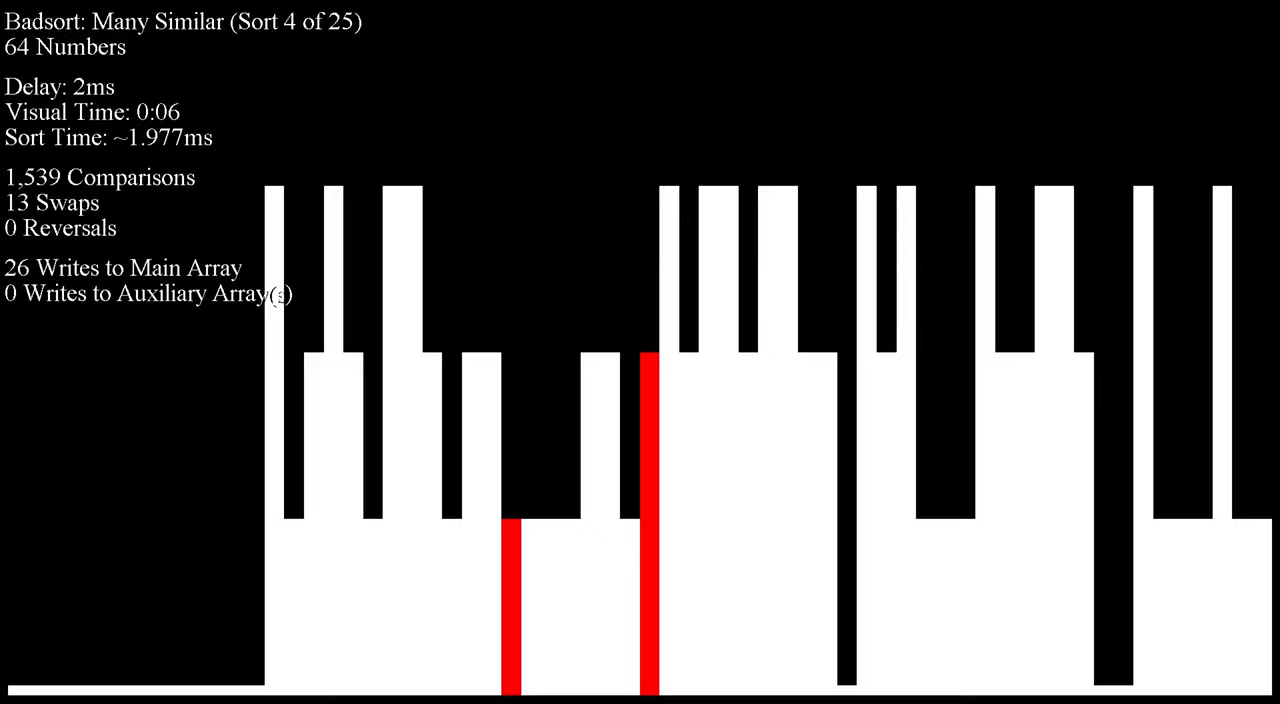 Badsort: Many Similar (Sort 4 of 25)
64 Numbers
Delay: 2ms
Visual Time: 0:06
Sort Time: ~1.977ms
1,539 Comparisons
13 Swaps
0 Reversals
26 Writes to Main Array
0 Writes to Auxiliary Array(s)